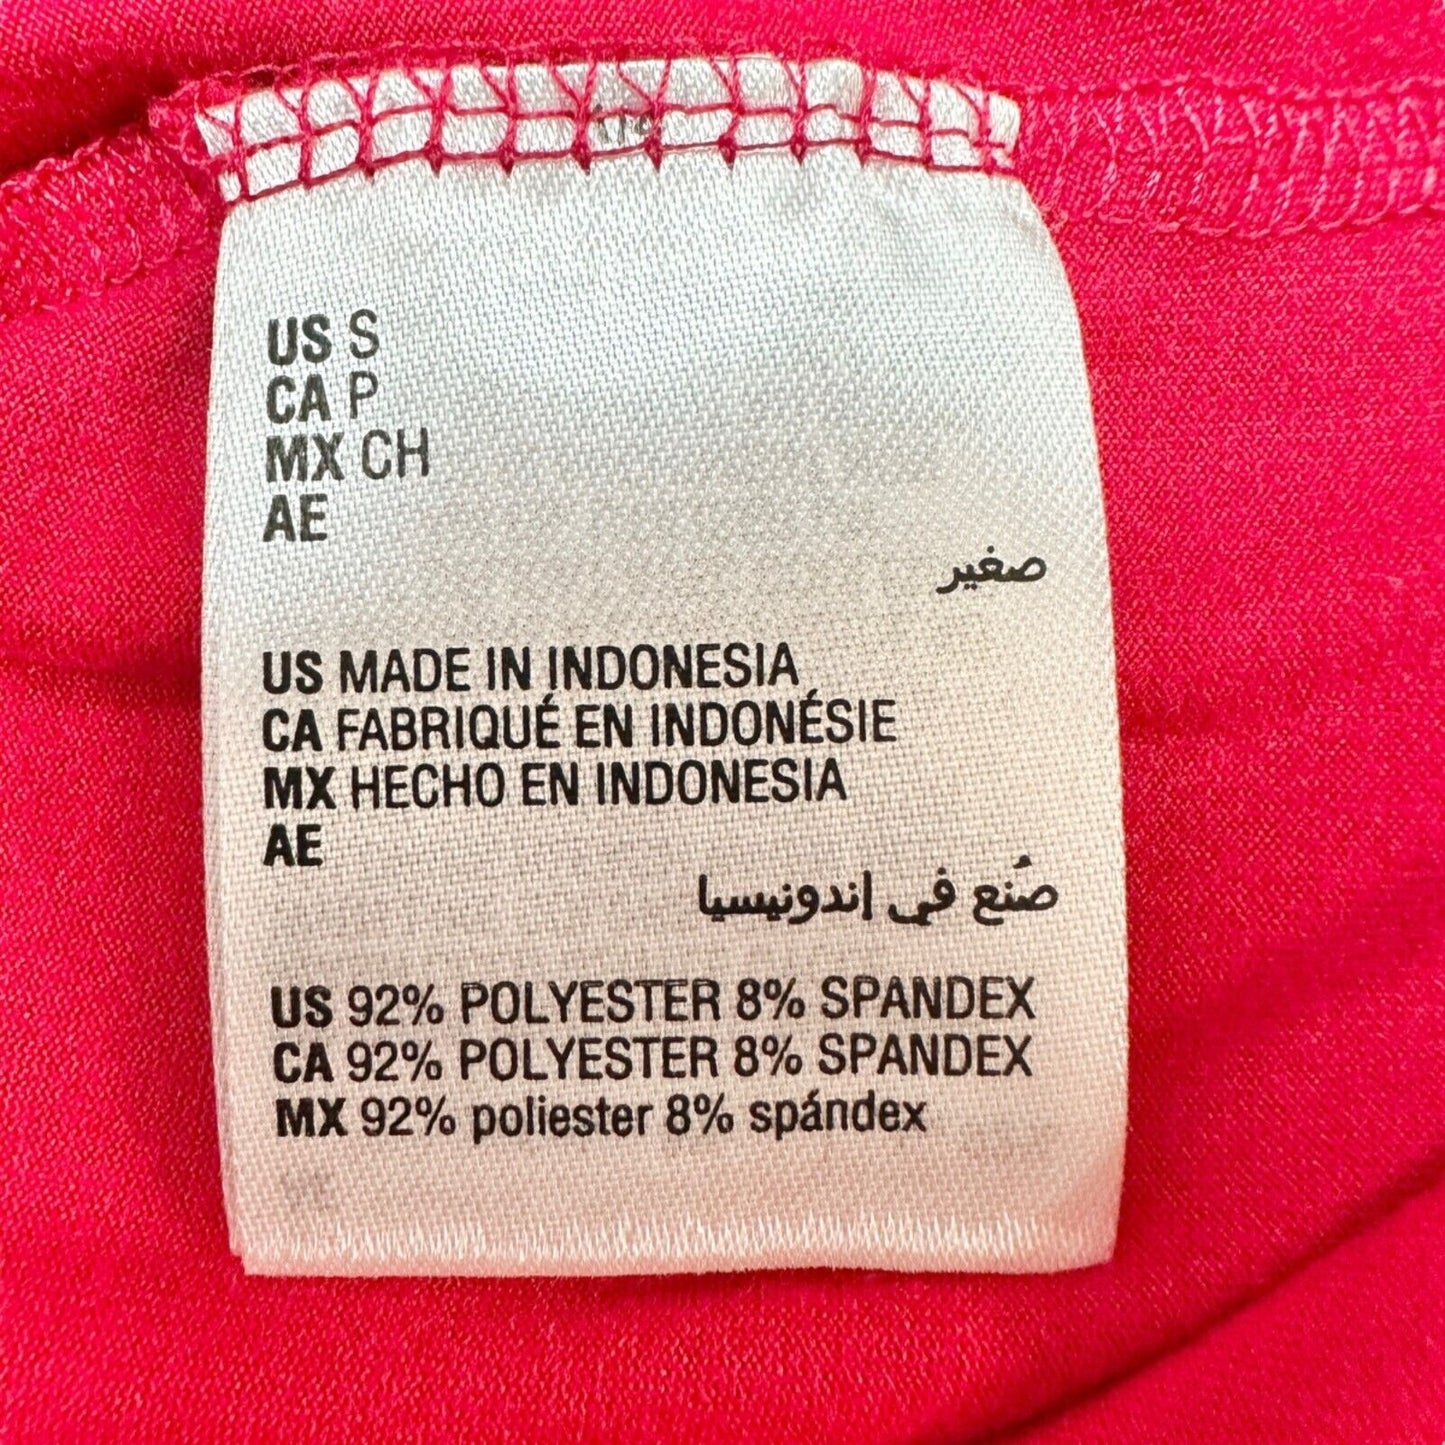 US S
CA P
MX CH
AE
صغير
US MADE IN INDONESIA
CA FABRIQUÉ EN INDONÉSIE
MX HECHO EN INDONESIA
AE
صُنع في إندونيسيا
US 92% POLYESTER 8% SPANDEX
CA 92% POLYESTER 8% SPANDEX
MX 92% poliester 8% spándex